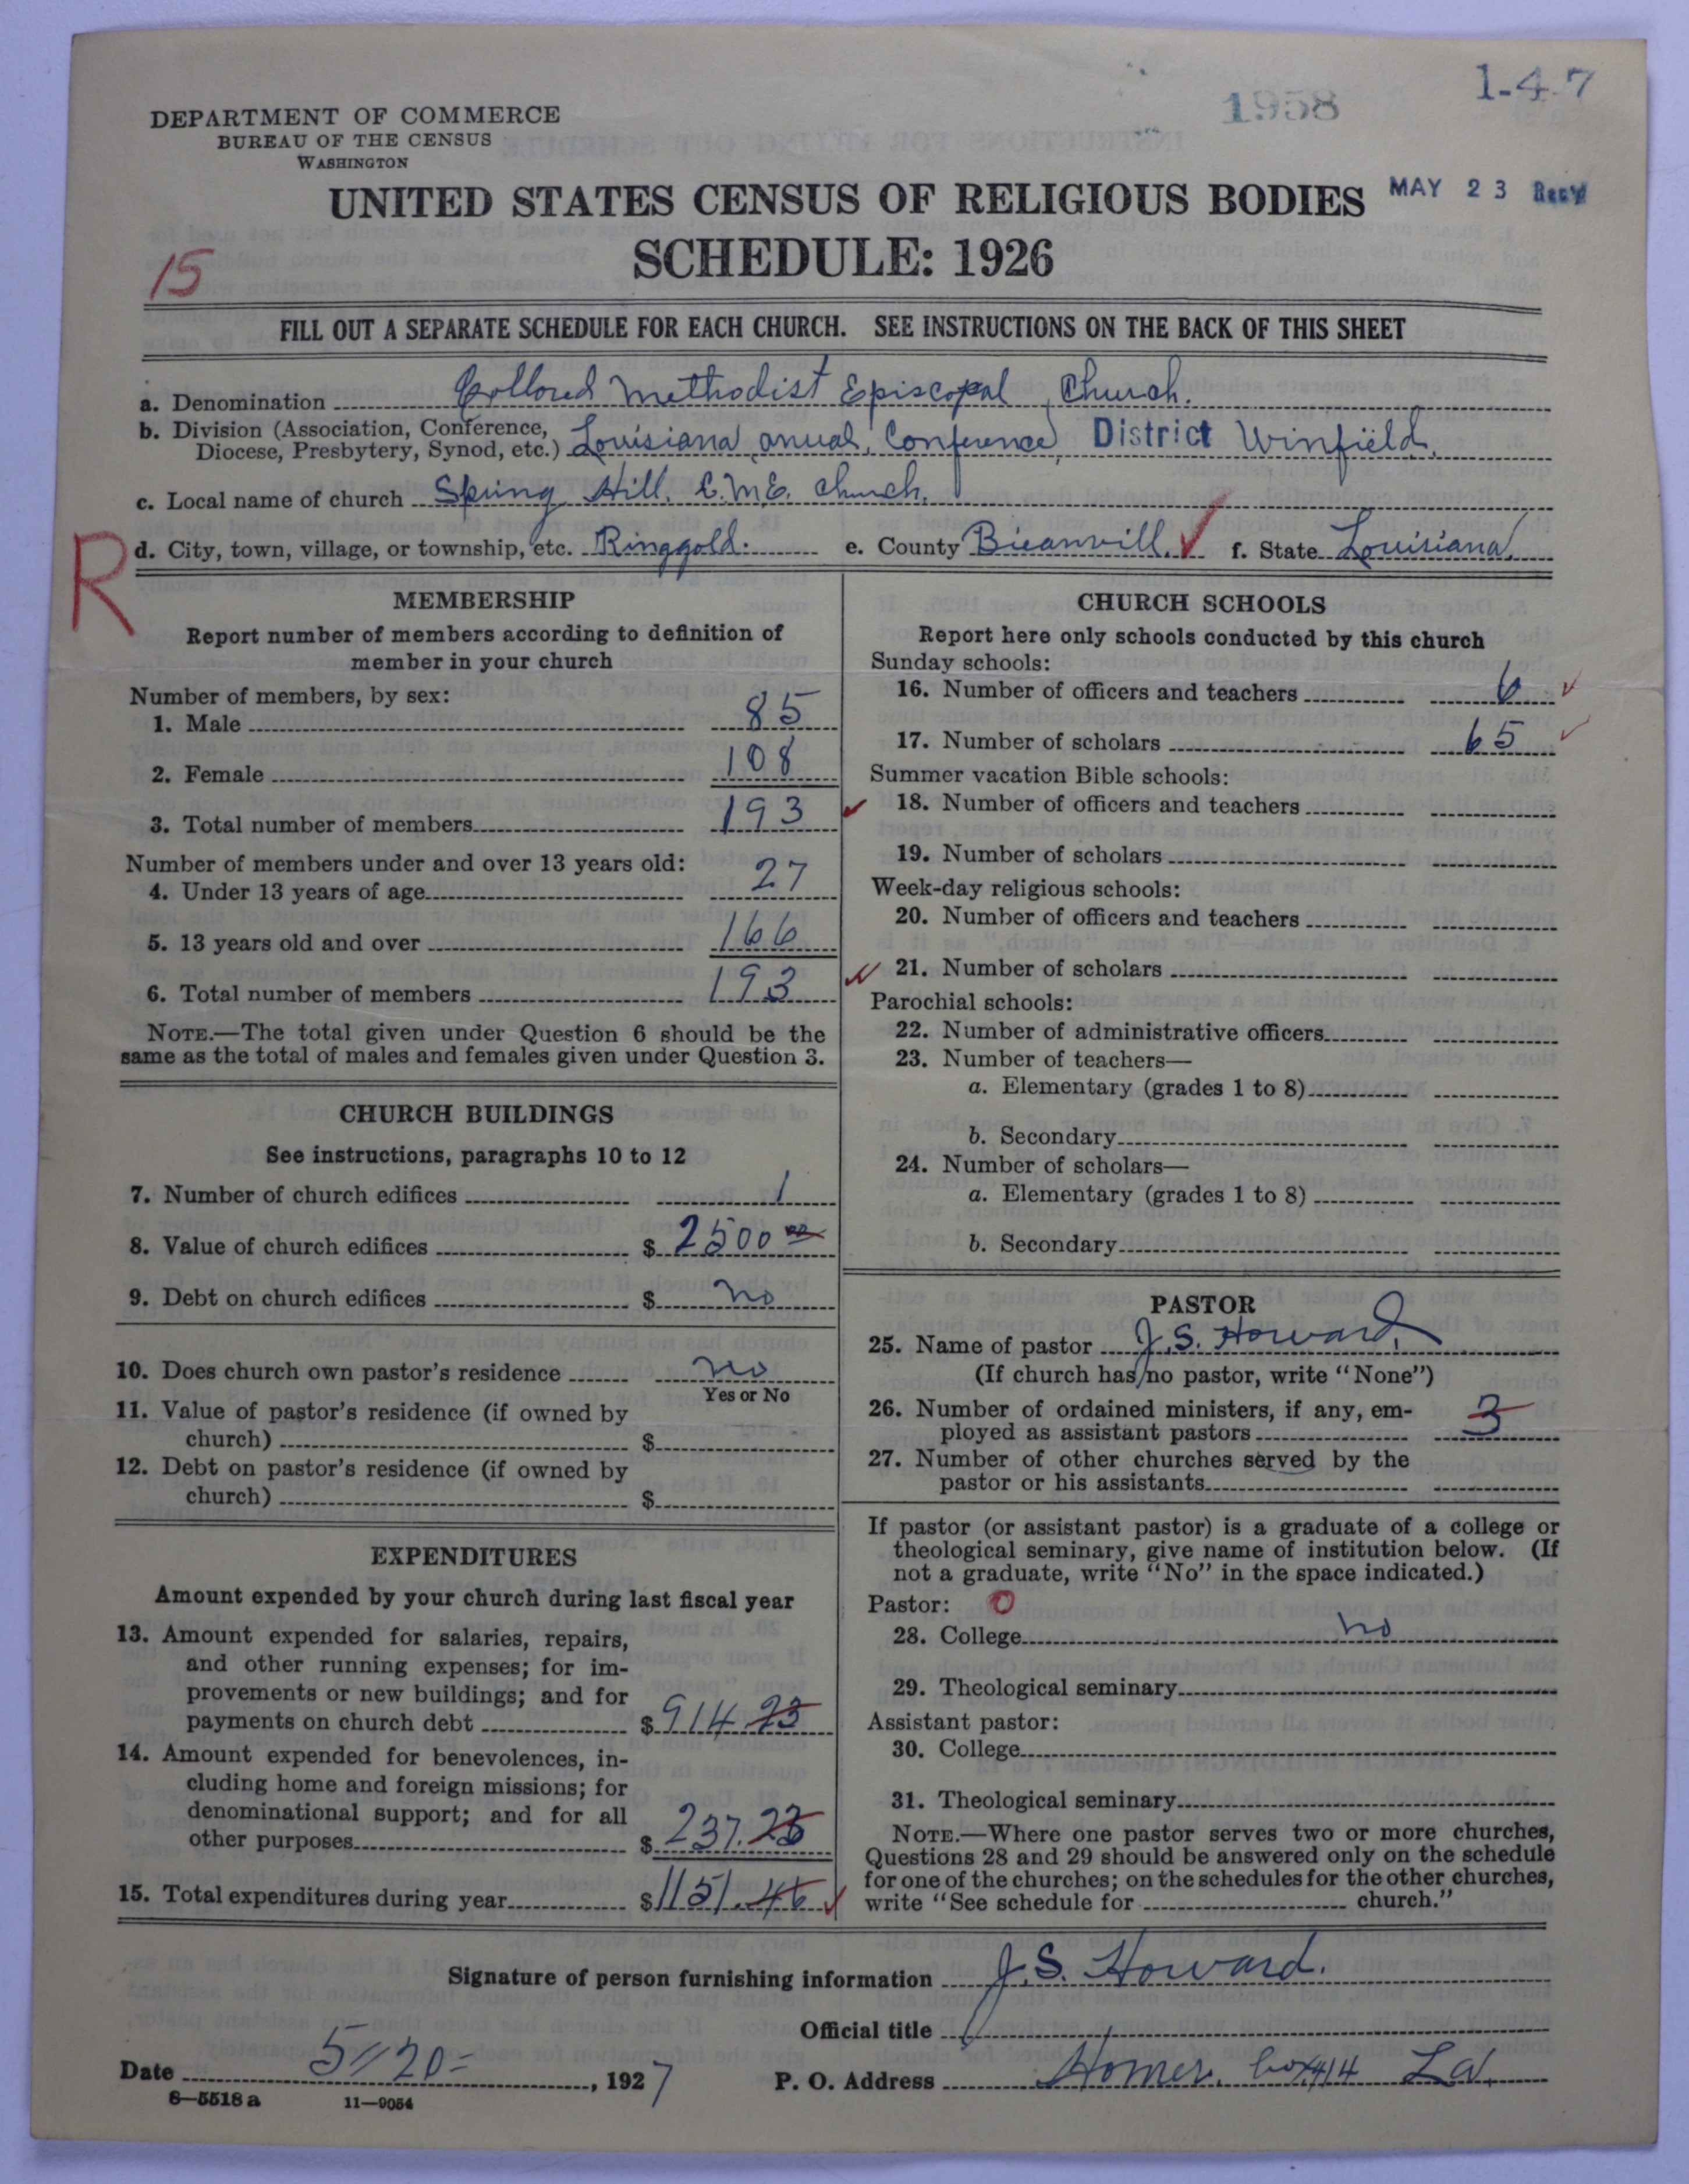 1-4-7
1958
DEPARTMENT OF COMMERCE
BUREAU OF THE CENSUS
WASHINGTON
UNITED STATES CENSUS OF RELIGIOUS BODIES
MAY 23 Rec'd
SCHEDULE: 1926
15
FILL OUT A SEPARATE SCHEDULE FOR EACH CHURCH. SEE INSTRUCTIONS ON THE BACK OF THIS SHEET
a. Denomination Collored Methodist Episcopal Church.
b. Division (Association, Conference, Diocese, Presbytery, Synod, etc.) Louisiana anual Conference District Winfield.
c. Local name of church Spring Hill. C.M.E. Church.
R
d. City, town, village, or township, etc. Ringgold. e. County Bieanvill. f. State Louisiana.
MEMBERSHIP
Report number of members according to definition of
member in your church
Number of members, by sex:
1. Male 85
2. Female 108
3. Total number of members 193
Number of members under and over 13 years old:
4. Under 13 years of age 27
5. 13 years old and over 166
6. Total number of members 193
NOTE.—The total given under Question 6 should be the
same as the total of males and females given under Question 3.
CHURCH BUILDINGS
See instructions, paragraphs 10 to 12
7. Number of church edifices 1
8. Value of church edifices $ 2500 00
9. Debt on church edifices $ no
10. Does church own pastor's residence no
Yes or No
11. Value of pastor's residence (if owned by
church) $
12. Debt on pastor's residence (if owned by
church) $
EXPENDITURES
Amount expended by your church during last fiscal year
13. Amount expended for salaries, repairs,
and other running expenses; for im-
provements or new buildings; and for
payments on church debt $ 914.23
14. Amount expended for benevolences, in-
cluding home and foreign missions; for
denominational support; and for all
other purposes $ 237.23
15. Total expenditures during year $ 1151.46
CHURCH SCHOOLS
Report here only schools conducted by this church
Sunday schools:
16. Number of officers and teachers 6
17. Number of scholars 65
Summer vacation Bible schools:
18. Number of officers and teachers
19. Number of scholars
Week-day religious schools:
20. Number of officers and teachers
21. Number of scholars
Parochial schools:
22. Number of administrative officers
23. Number of teachers—
a. Elementary (grades 1 to 8)
b. Secondary
24. Number of scholars—
a. Elementary (grades 1 to 8)
b. Secondary
PASTOR
25. Name of pastor J. S. Howard.
(If church has no pastor, write "None")
26. Number of ordained ministers, if any, em-
ployed as assistant pastors 3
27. Number of other churches served by the
pastor or his assistants
If pastor (or assistant pastor) is a graduate of a college or
theological seminary, give name of institution below. (If
not a graduate, write "No" in the space indicated.)
Pastor: 0
28. College no
29. Theological seminary
Assistant pastor:
30. College
31. Theological seminary
NOTE.—Where one pastor serves two or more churches,
Questions 28 and 29 should be answered only on the schedule
for one of the churches; on the schedules for the other churches,
write "See schedule for church."
Signature of person furnishing information J. S. Howard.
Official title
Date 5//20-, 1927
P. O. Address Homer. box 414 La.
8—5518 a 11—9054